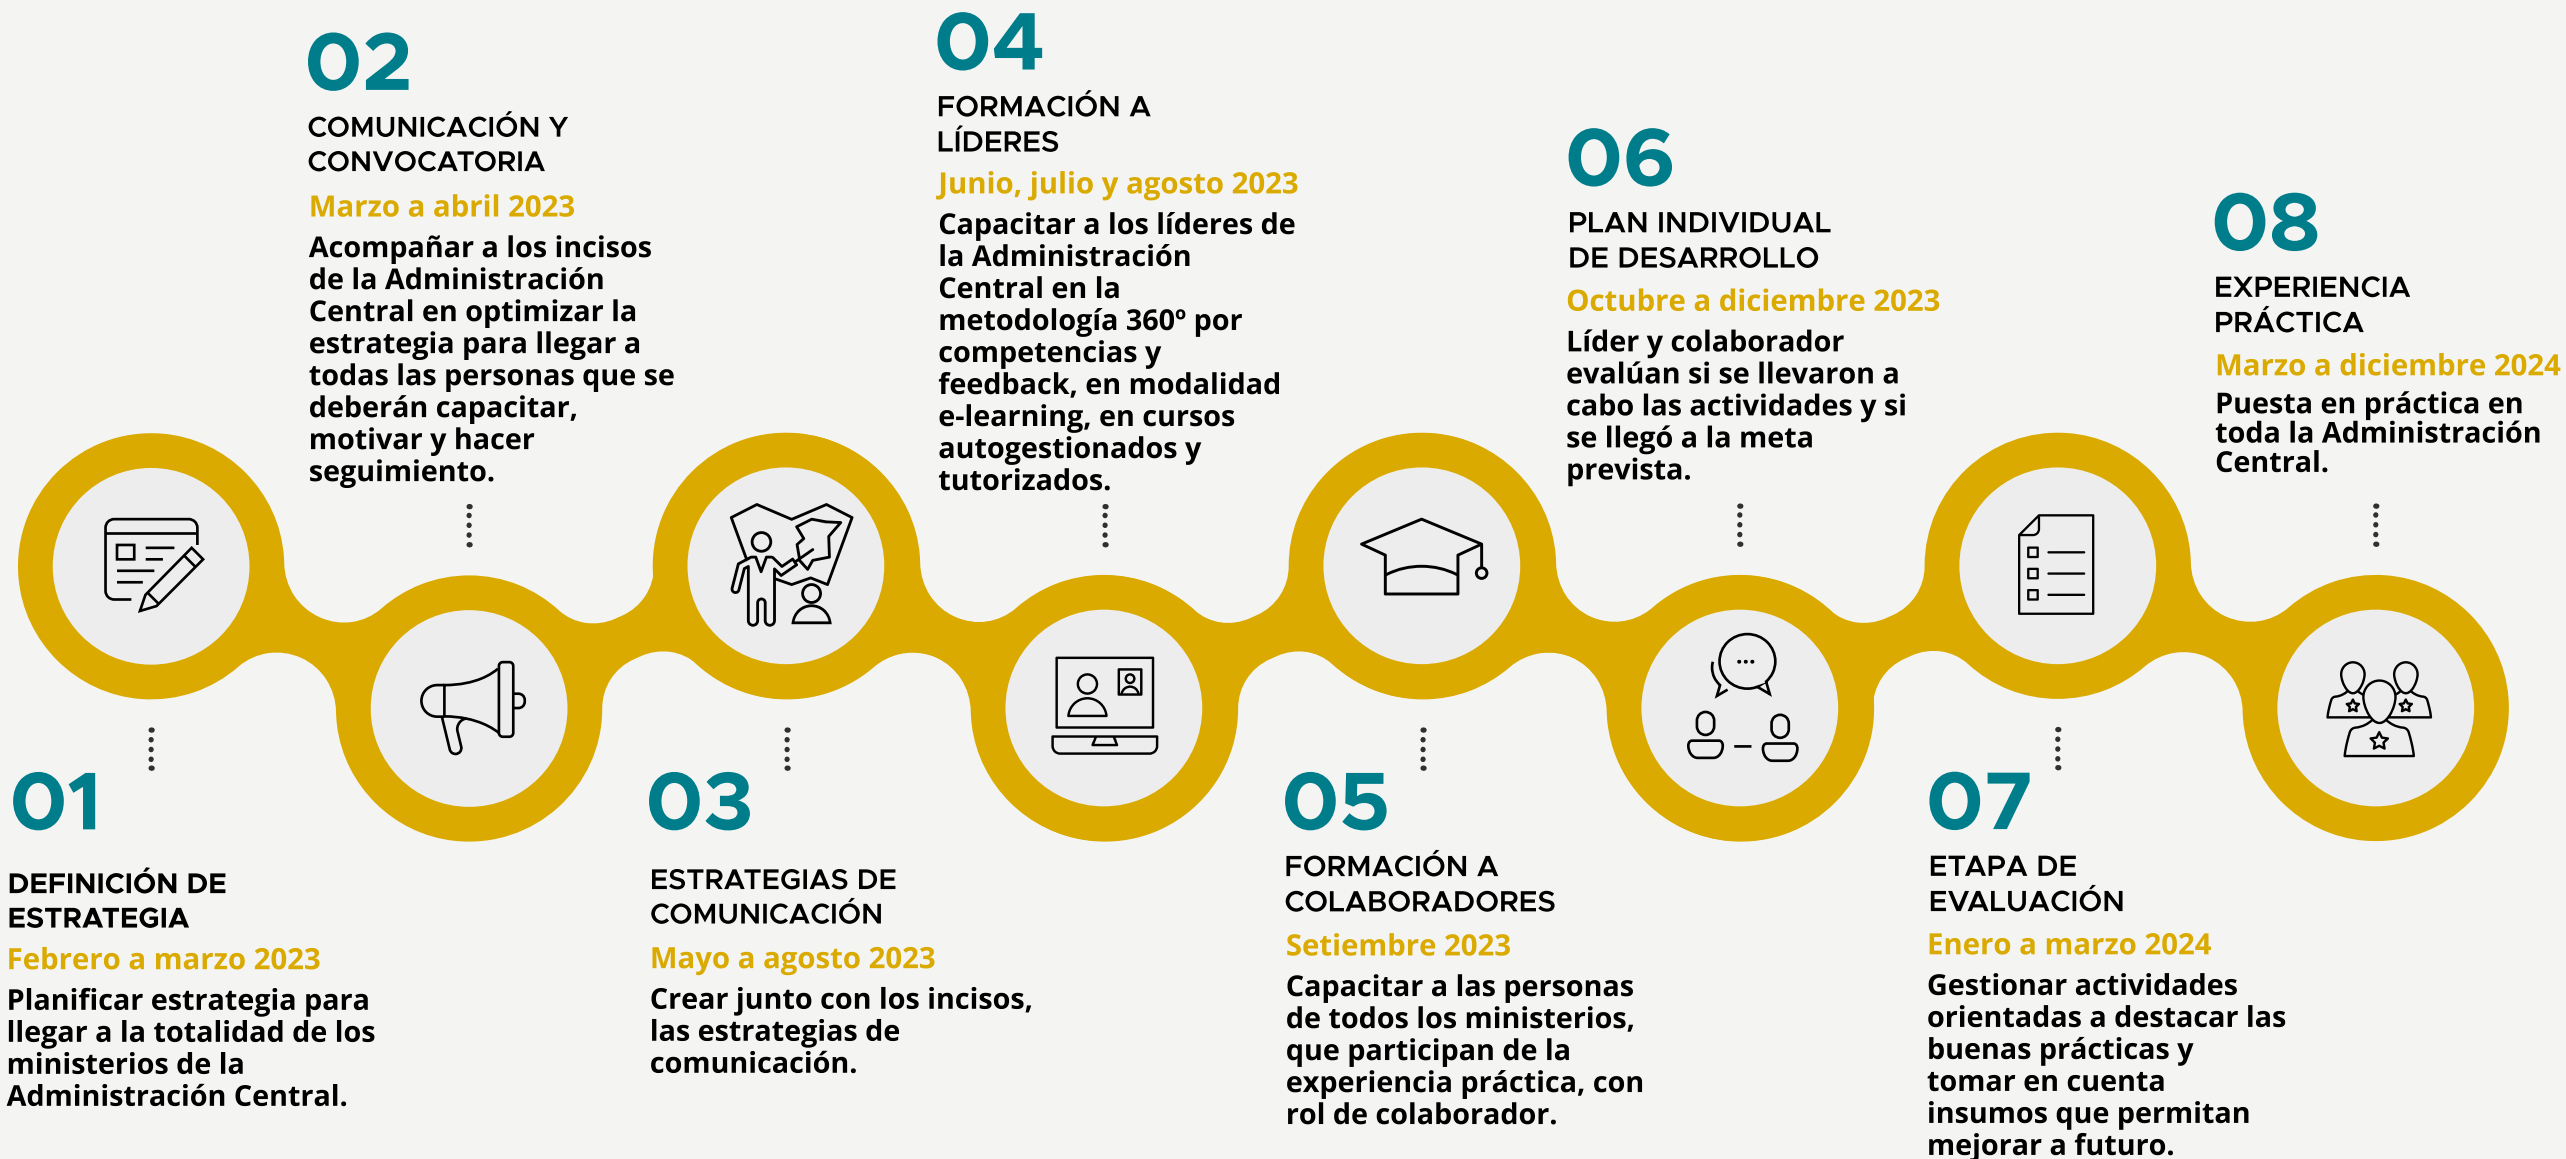 01
DEFINICIÓN DE
ESTRATEGIA
Febrero a marzo 2023
Planificar estrategia para
llegar a la totalidad de los
ministerios de la
Administración Central.
02
COMUNICACIÓN Y
CONVOCATORIA
Marzo a abril 2023
Acompañar a los incisos
de la Administración
Central en optimizar la
estrategia para llegar a
todas las personas que se
deberán capacitar,
motivar y hacer
seguimiento.
03
ESTRATEGIAS DE
COMUNICACIÓN
Mayo a agosto 2023
Crear junto con los incisos,
las estrategias de
comunicación.
04
FORMACIÓN A
LÍDERES
Junio, julio y agosto 2023
Capacitar a los líderes de
la Administración
Central en la
metodología 360º por
competencias y
feedback, en modalidad
e-learning, en cursos
autogestionados y
tutorizados.
05
FORMACIÓN A
COLABORADORES
Setiembre 2023
Capacitar a las personas
de todos los ministerios,
que participan de la
experiencia práctica, con
rol de colaborador.
06
PLAN INDIVIDUAL
DE DESARROLLO
Octubre a diciembre 2023
Líder y colaborador
evalúan si se llevaron a
cabo las actividades y si
se llegó a la meta
prevista.
07
ETAPA DE
EVALUACIÓN
Enero a marzo 2024
Gestionar actividades
orientadas a destacar las
buenas prácticas y
tomar en cuenta
insumos que permitan
mejorar a futuro.
08
EXPERIENCIA
PRÁCTICA
Marzo a diciembre 2024
Puesta en práctica en
toda la Administración
Central.